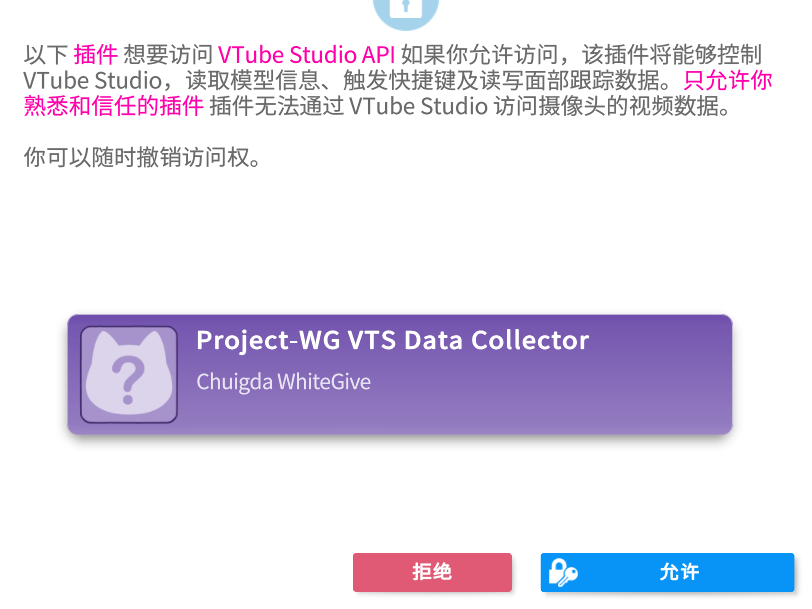 以下 插件 想要访问 VTube Studio API 如果你允许访问，该插件将能够控制
VTube Studio，读取模型信息、触发快捷键及读写面部跟踪数据。只允许你
熟悉和信任的插件 插件无法通过 VTube Studio 访问摄像头的视频数据。
你可以随时撤销访问权。
Project-WG VTS Data Collector
Chuigda WhiteGive
拒绝
允许